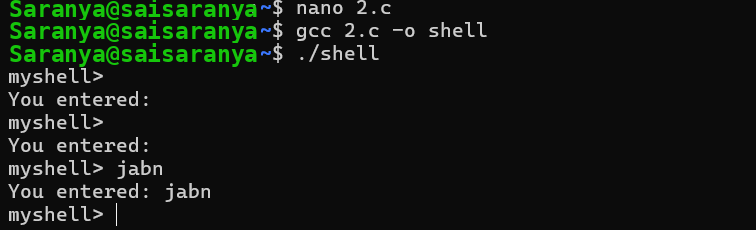 Saranya@saisaranya~$ nano 2.c
Saranya@saisaranya~$ gcc 2.c -o shell
Saranya@saisaranya~$ ./shell
myshell>
You entered:
myshell>
You entered:
myshell> jabn
You entered: jabn
myshell>